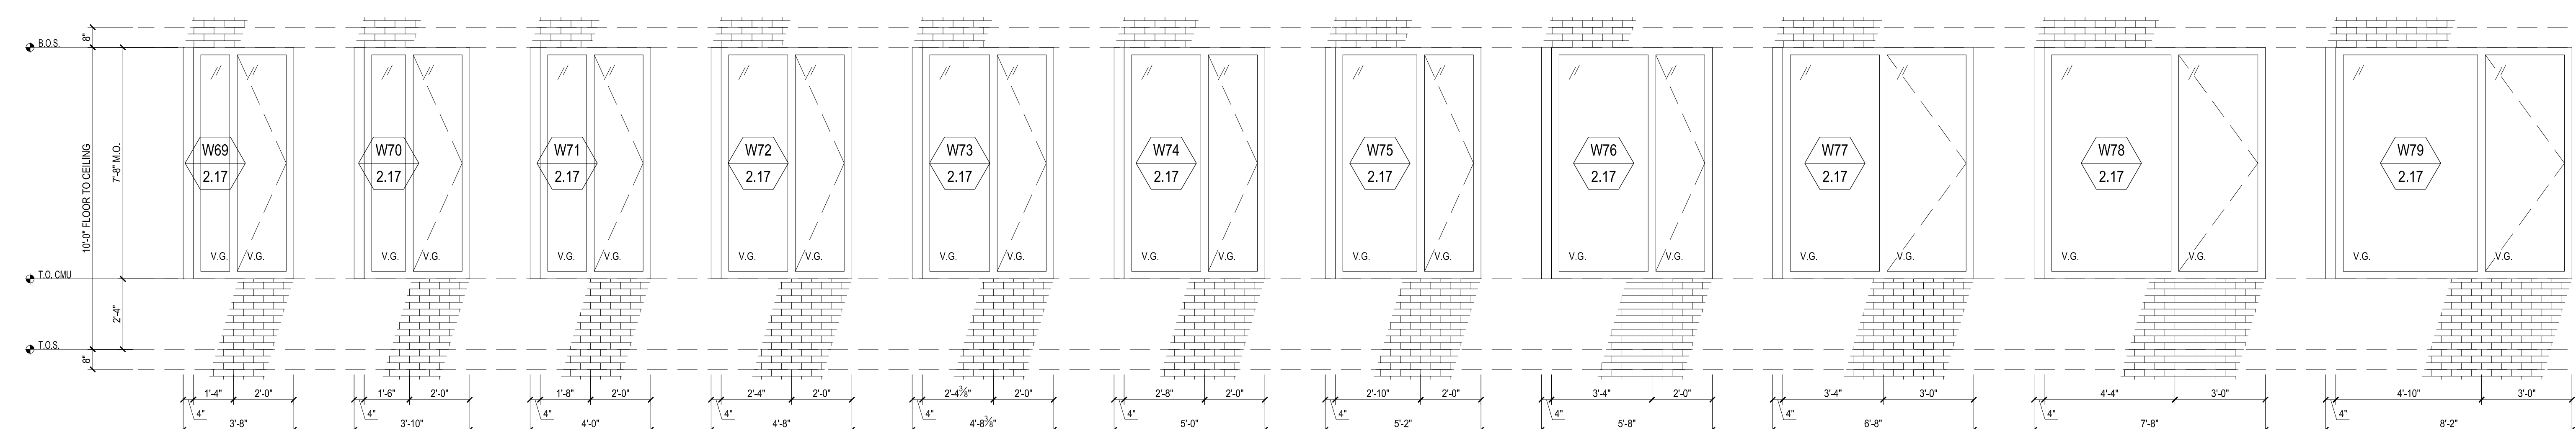 8"
B.O.S.
10'-0" FLOOR TO CEILING
7'-8" M.O.
T.O. CMU
2'-4"
T.O.S.
8"
W69
2.17
V.G. V.G.
1'-4" 2'-0"
4"
3'-8"
W70
2.17
V.G. V.G.
1'-6" 2'-0"
4"
3'-10"
W71
2.17
V.G. V.G.
1'-8" 2'-0"
4"
4'-0"
W72
2.17
V.G. V.G.
2'-4" 2'-0"
4"
4'-8"
W73
2.17
V.G. V.G.
2'-4⅜" 2'-0"
4"
4'-8⅜"
W74
2.17
V.G. V.G.
2'-8" 2'-0"
4"
5'-0"
W75
2.17
V.G. V.G.
2'-10" 2'-0"
4"
5'-2"
W76
2.17
V.G. V.G.
3'-4" 2'-0"
4"
5'-8"
W77
2.17
V.G. V.G.
3'-4" 3'-0"
4"
6'-8"
W78
2.17
V.G. V.G.
4'-4" 3'-0"
4"
7'-8"
W79
2.17
V.G. V.G.
4'-10" 3'-0"
4"
8'-2"